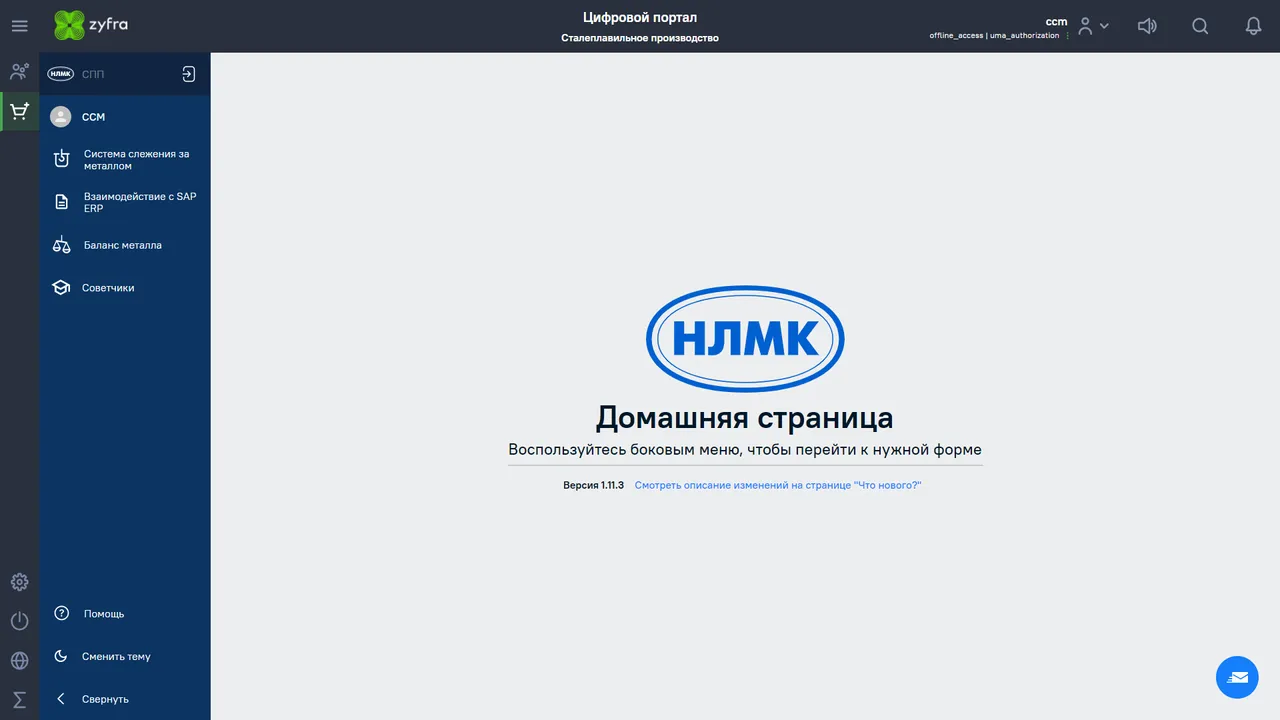 zyfra
Цифровой портал
Сталеплавильное производство
ccm
offline_access | uma_authorization
НЛМК СПП
ССМ
Система слежения за
металлом
Взаимодействие с SAP
ERP
Баланс металла
Советчики
НЛМК
Домашняя страница
Воспользуйтесь боковым меню, чтобы перейти к нужной форме
Версия 1.11.3 Смотреть описание изменений на странице "Что нового?"
Помощь
Сменить тему
Свернуть